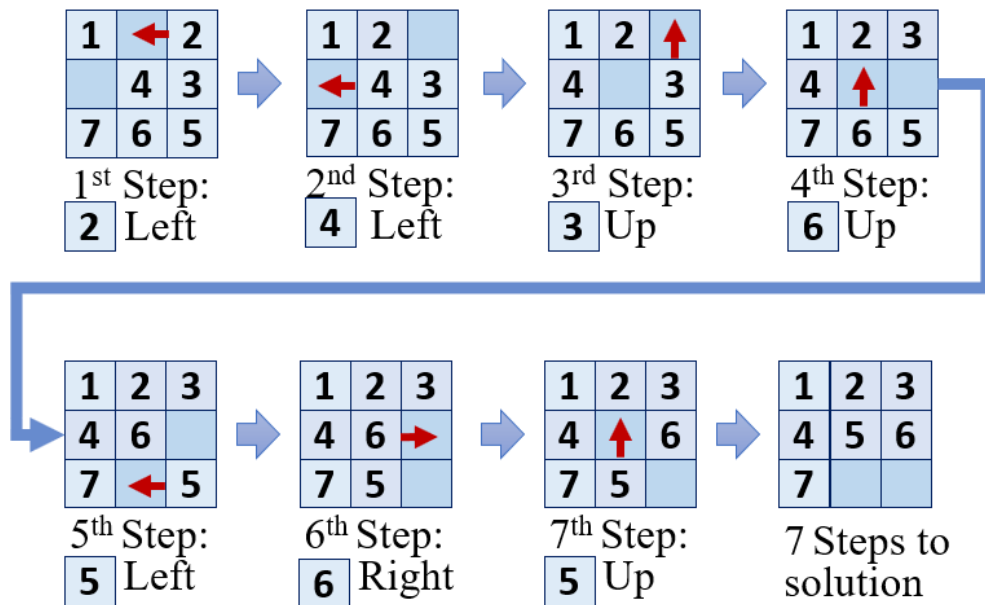 1 2 1 2 1 2 1 2 3
4 3 4 3 4 3 4
7 6 5 7 6 5 7 6 5 7 6 5
1st Step: 2nd Step: 3rd Step: 4th Step:
2 Left 4 Left 3 Up 6 Up
1 2 3 1 2 3 1 2 3 1 2 3
4 6 4 6 4 6 4 5 6
7 5 7 5 7 5 7
5th Step: 6th Step: 7th Step: 7 Steps to
5 Left 6 Right 5 Up solution